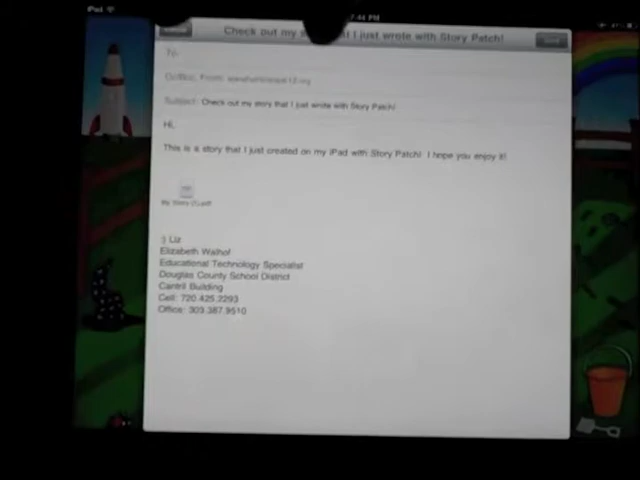 iPad
7:44 PM
Check out my s I just wrote with Story Patch!
To:
Cc/Bcc, From:
Subject: Check out my story that I just wrote with Story Patch!
Hi,
This is a story that I just created on my iPad with Story Patch! I hope you enjoy it!
My Story
:) Liz
Elizabeth Walhof
Educational Technology Specialist
Douglas County School District
Cantril Building
Cell: 720.425.2293
Office: 303.387.9510